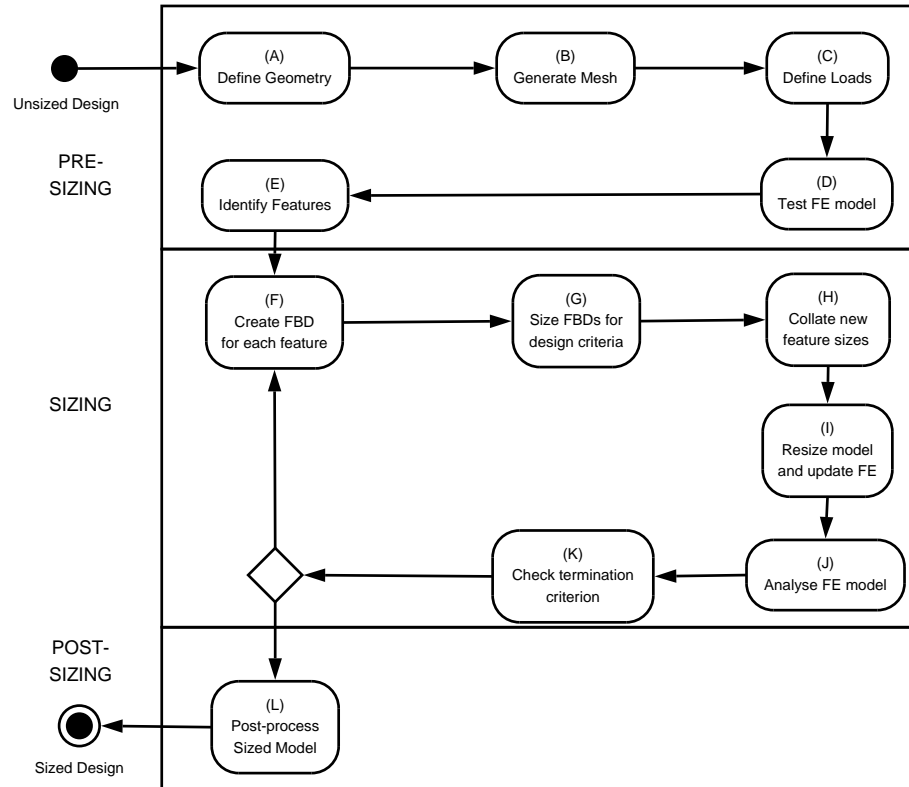 (A)
Define Geometry
(B)
Generate Mesh
(C)
Define Loads
Unsized Design
PRE-
SIZING
(E)
Identify Features
(D)
Test FE model
(F)
Create FBD
for each feature
(G)
Size FBDs for
design criteria
(H)
Collate new
feature sizes
SIZING
(I)
Resize model
and update FE
(K)
Check termination
criterion
(J)
Analyse FE model
POST-
SIZING
(L)
Post-process
Sized Model
Sized Design